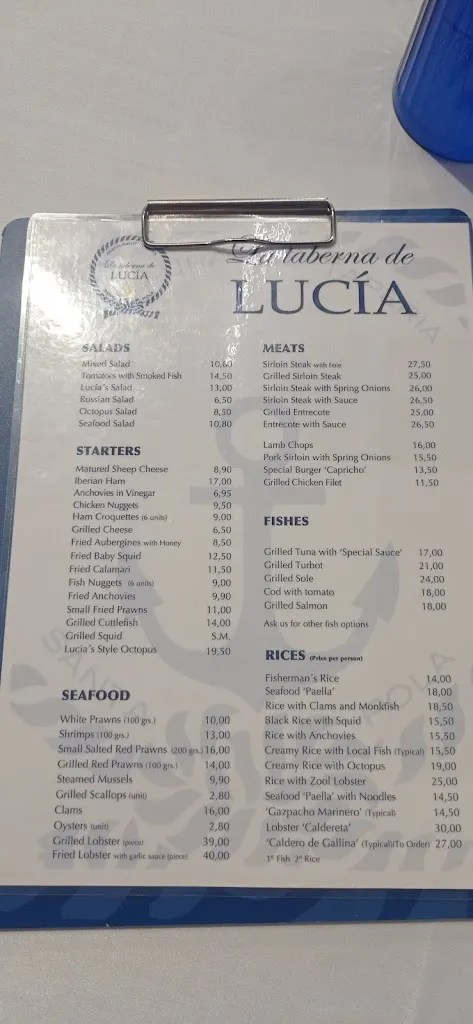 La taberna de
LUCÍA
La taberna de
LUCÍA
SALADS
Mixed Salad 10,60
Tomatoes with Smoked Fish 14,50
Lucía's Salad 13,00
Russian Salad 6,50
Octopus Salad 8,50
Seafood Salad 10,80
STARTERS
Matured Sheep Cheese 8,90
Iberian Ham 17,00
Anchovies in Vinegar 6,95
Chicken Nuggets 9,50
Ham Croquettes (6 units) 9,00
Grilled Cheese 6,50
Fried Aubergines with Honey 8,50
Fried Baby Squid 12,50
Fried Calamari 11,50
Fish Nuggets (6 units) 9,00
Fried Anchovies 9,90
Small Fried Prawns 11,00
Grilled Cuttlefish 14,00
Grilled Squid S.M.
Lucía's Style Octopus 19,50
SEAFOOD
White Prawns (100 grs.) 10,00
Shrimps (100 grs.) 13,00
Small Salted Red Prawns (200 grs.) 16,00
Grilled Red Prawns (100 grs.) 14,00
Steamed Mussels 9,90
Grilled Scallops (unit) 2,80
Clams 16,00
Oysters (unit) 2,80
Grilled Lobster (piece) 39,00
Fried Lobster with garlic sauce (piece) 40,00
MEATS
Sirloin Steak with Foie 27,50
Grilled Sirloin Steak 25,00
Sirloin Steak with Spring Onions 26,00
Sirloin Steak with Sauce 26,50
Grilled Entrecote 25,00
Entrecote with Sauce 26,50
Lamb Chops 16,00
Pork Sirloin with Spring Onions 15,50
Special Burger 'Capricho' 13,50
Grilled Chicken Filet 11,50
FISHES
Grilled Tuna with 'Special Sauce' 17,00
Grilled Turbot 21,00
Grilled Sole 24,00
Cod with tomato 18,00
Grilled Salmon 18,00
Ask us for other fish options
RICES (Price per person)
Fisherman's Rice 14,00
Seafood 'Paella' 18,00
Rice with Clams and Monkfish 18,50
Black Rice with Squid 15,50
Rice with Anchovies 15,50
Creamy Rice with Local Fish (Typical) 15,50
Creamy Rice with Octopus 19,00
Rice with Zool Lobster 25,00
Seafood 'Paella' with Noodles 14,50
'Gazpacho Marinero' (Typical) 14,50
Lobster 'Caldereta' 30,00
'Caldero de Gallina' (Typical)(To Order) 27,00
1º Fish 2º Rice
SANTA
POLA